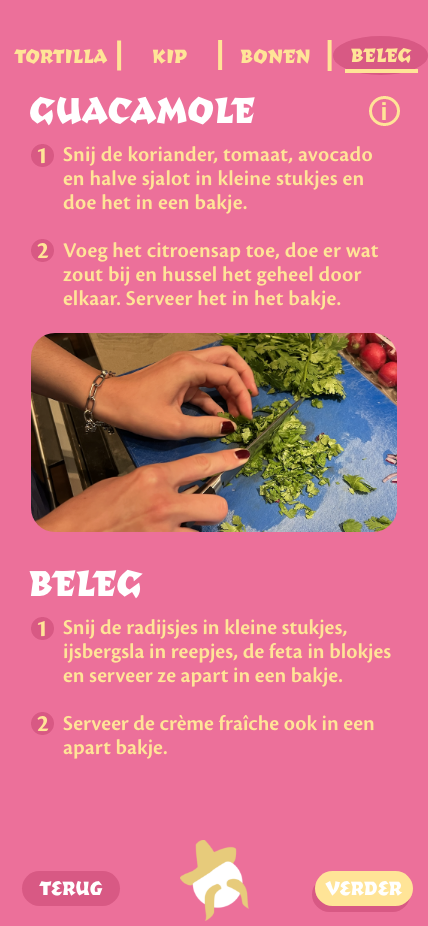 TORTILLA
KIP
BONEN
BELEG
GUACAMOLE
i
1 Snij de koriander, tomaat, avocado
en halve sjalot in kleine stukjes en
doe het in een bakje.
2 Voeg het citroensap toe, doe er wat
zout bij en hussel het geheel door
elkaar. Serveer het in het bakje.
BELEG
1 Snij de radijsjes in kleine stukjes,
ijsbergsla in reepjes, de feta in blokjes
en serveer ze apart in een bakje.
2 Serveer de crème fraîche ook in een
apart bakje.
TERUG
VERDER